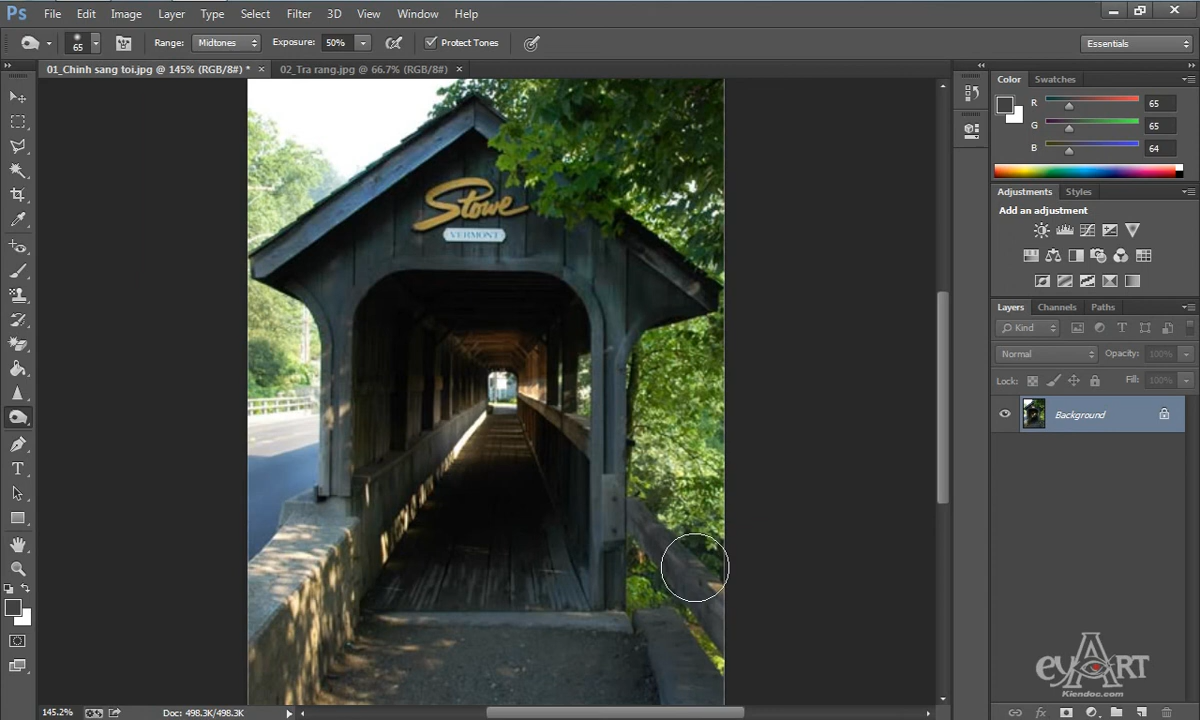 Ps File Edit Image Layer Type Select Filter 3D View Window Help
65 Range: Midtones Exposure: 50% Protect Tones Essentials
01_Chinh sang toi.jpg @ 145% (RGB/8#) * × 02_Tra rang.jpg @ 66.7% (RGB/8#) ×
Color Swatches
R 65
G 65
B 64
Stowe
VERMONT
Adjustments Styles
Add an adjustment
Layers Channels Paths
Kind
Normal Opacity: 100%
Lock: Fill: 100%
Background
eyART
Kiendoc.com
145.2% Doc: 498.3K/498.3K
fx